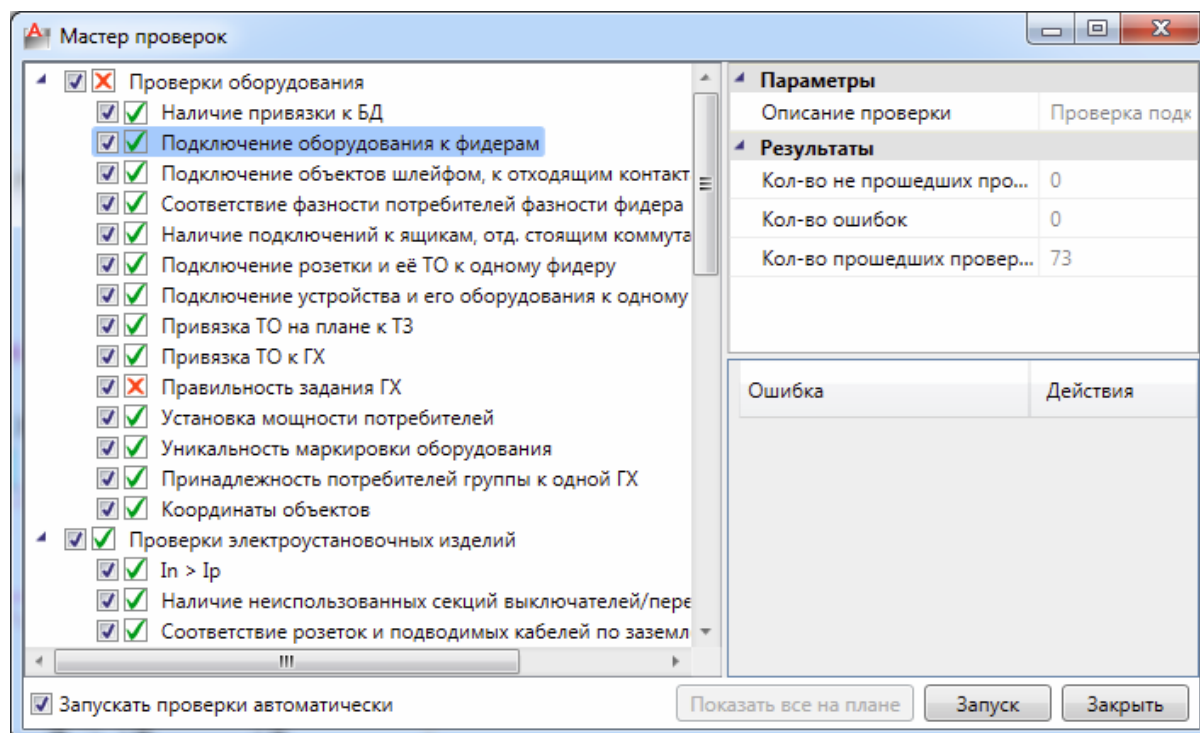 Мастер проверок
Проверки оборудования
Наличие привязки к БД
Подключение оборудования к фидерам
Подключение объектов шлейфом, к отходящим контакт
Соответствие фазности потребителей фазности фидера
Наличие подключений к ящикам, отд. стоящим коммута
Подключение розетки и её ТО к одному фидеру
Подключение устройства и его оборудования к одному
Привязка ТО на плане к ТЗ
Привязка ТО к ГХ
Правильность задания ГХ
Установка мощности потребителей
Уникальность маркировки оборудования
Принадлежность потребителей группы к одной ГХ
Координаты объектов
Проверки электроустановочных изделий
In > Ip
Наличие неиспользованных секций выключателей/пере
Соответствие розеток и подводимых кабелей по заземл
Параметры
Описание проверки Проверка подк
Результаты
Кол-во не прошедших про... 0
Кол-во ошибок 0
Кол-во прошедших провер... 73
Ошибка Действия
Запускать проверки автоматически
Показать все на плане Запуск Закрыть